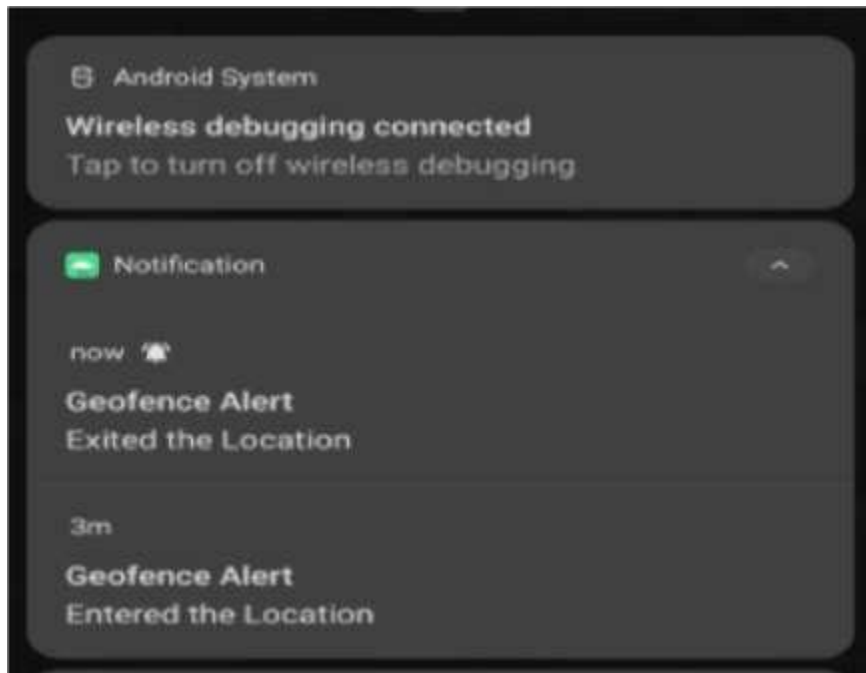 Android System
Wireless debugging connected
Tap to turn off wireless debugging
Notification
now
Geofence Alert
Exited the Location
3m
Geofence Alert
Entered the Location